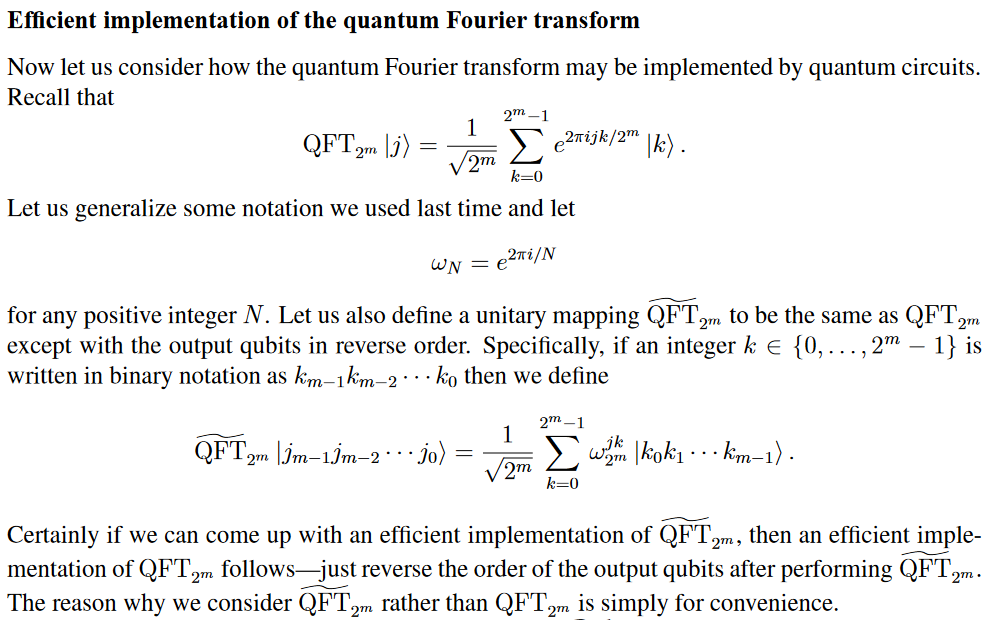 Efficient implementation of the quantum Fourier transform
Now let us consider how the quantum Fourier transform may be implemented by quantum circuits.
Recall that
$$\mathrm{QFT}_{2^m} |j\rangle = \frac{1}{\sqrt{2^m}} \sum_{k=0}^{2^m-1} e^{2\pi ijk/2^m} |k\rangle .$$
Let us generalize some notation we used last time and let
$$\omega_N = e^{2\pi i/N}$$
for any positive integer $N$. Let us also define a unitary mapping $\widetilde{\mathrm{QFT}}_{2^m}$ to be the same as $\mathrm{QFT}_{2^m}$
except with the output qubits in reverse order. Specifically, if an integer $k \in \{0, \ldots, 2^m - 1\}$ is
written in binary notation as $k_{m-1}k_{m-2} \cdots k_0$ then we define
$$\widetilde{\mathrm{QFT}}_{2^m} |j_{m-1}j_{m-2} \cdots j_0\rangle = \frac{1}{\sqrt{2^m}} \sum_{k=0}^{2^m-1} \omega_{2^m}^{jk} |k_0k_1 \cdots k_{m-1}\rangle .$$
Certainly if we can come up with an efficient implementation of $\widetilde{\mathrm{QFT}}_{2^m}$, then an efficient imple-
mentation of $\mathrm{QFT}_{2^m}$ follows—just reverse the order of the output qubits after performing $\widetilde{\mathrm{QFT}}_{2^m}$.
The reason why we consider $\widetilde{\mathrm{QFT}}_{2^m}$ rather than $\mathrm{QFT}_{2^m}$ is simply for convenience.